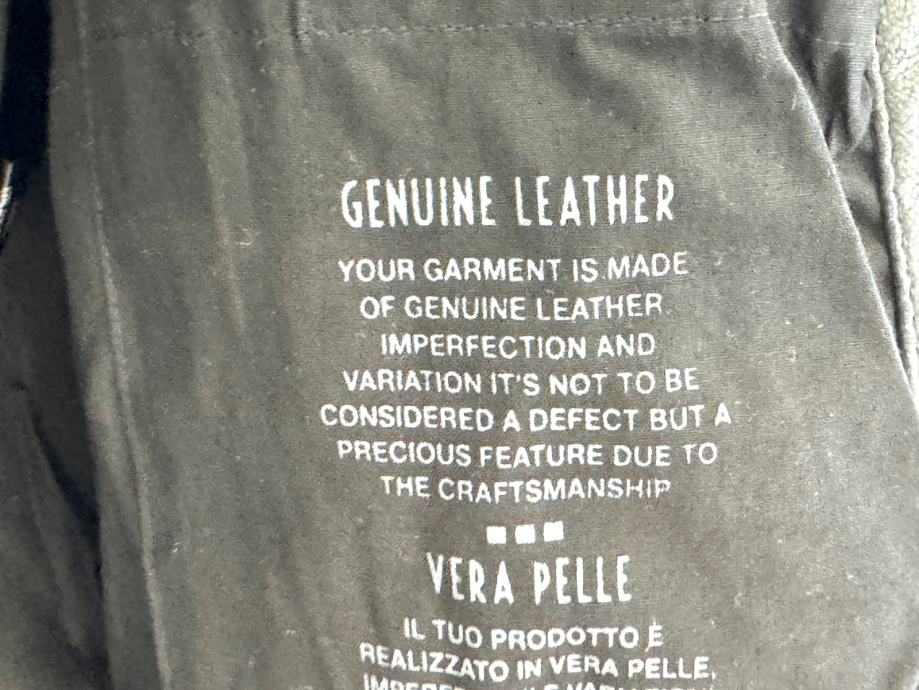 GENUINE LEATHER
YOUR GARMENT IS MADE
OF GENUINE LEATHER
IMPERFECTION AND
VARIATION IT'S NOT TO BE
CONSIDERED A DEFECT BUT A
PRECIOUS FEATURE DUE TO
THE CRAFTSMANSHIP
VERA PELLE
IL TUO PRODOTTO È
REALIZZATO IN VERA PELLE,